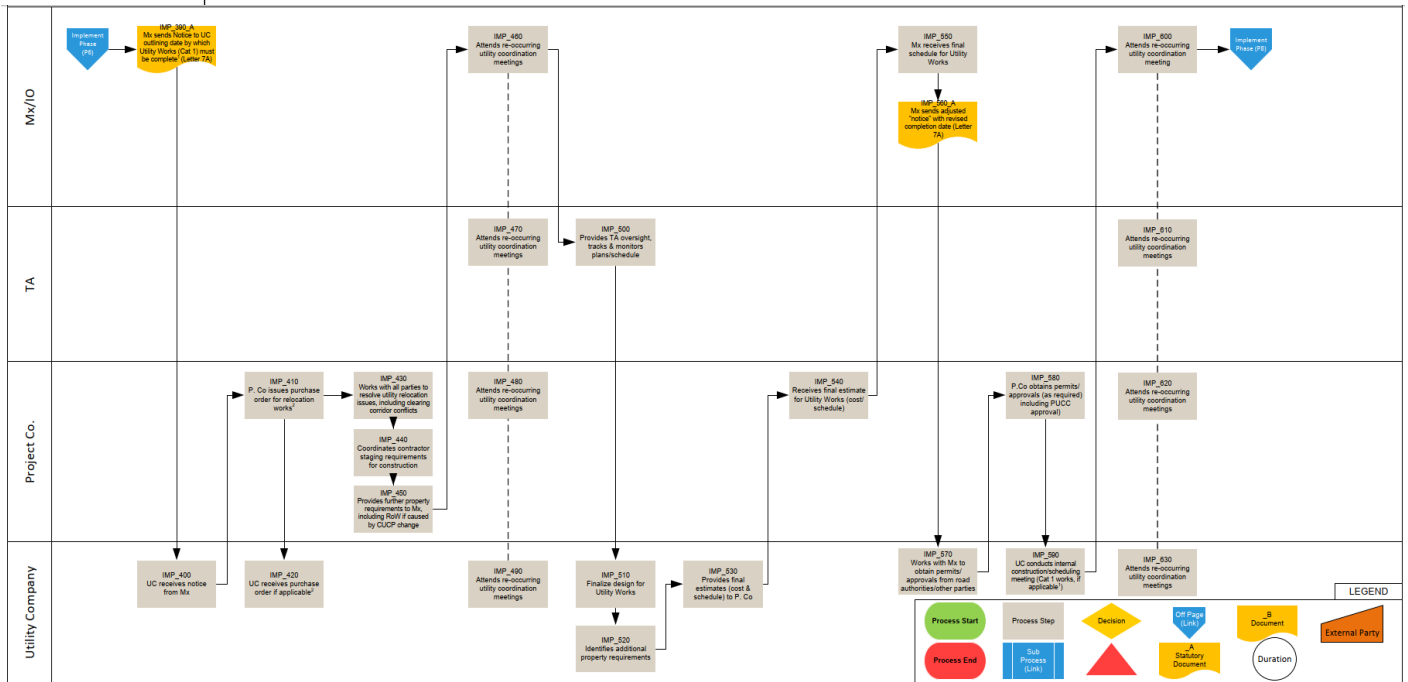 Mx/IO
Implement
Phase
(P6)
IMP_390_A
Mx sends Notice to UC
outlining date by which
Utility Works (Cat 1) must
be complete¹ (Letter 7A)
IMP_460
Attends re-occurring
utility coordination
meetings
IMP_550
Mx receives final
schedule for Utility
Works
IMP_560_A
Mx sends adjusted
"notice" with revised
completion date (Letter
7A)
IMP_600
Attends re-occurring
utility coordination
meeting
Implement
Phase (P8)
TA
IMP_470
Attends re-occurring
utility coordination
meetings
IMP_500
Provides TA oversight,
tracks & monitors
plans/schedule
IMP_610
Attends re-occurring
utility coordination
meetings
Project Co.
IMP_410
P. Co issues purchase
order for relocation
works²
IMP_430
Works with all parties to
resolve utility relocation
issues, including clearing
corridor conflicts
IMP_440
Coordinates contractor
staging requirements
for construction
IMP_450
Provides further property
requirements to Mx,
including RoW if caused
by CUCP change
IMP_480
Attends re-occurring
utility coordination
meetings
IMP_540
Receives final estimate
for Utility Works (cost/
schedule)
IMP_580
P.Co obtains permits/
approvals (as required)
including PUCC
approval)
IMP_620
Attends re-occurring
utility coordination
meetings
Utility Company
IMP_400
UC receives notice
from Mx
IMP_420
UC receives purchase
order if applicable²
IMP_490
Attends re-occurring
utility coordination
meetings
IMP_510
Finalize design for
Utility Works
IMP_520
Identifies additional
property requirements
IMP_530
Provides final
estimates (cost &
schedule) to P. Co
IMP_570
Works with Mx to
obtain permits/
approvals from road
authorities/other parties
IMP_590
UC conducts internal
construction/scheduling
meeting (Cat 1 works, if
applicable¹)
IMP_630
Attends re-occurring
utility coordination
meetings
LEGEND
Process Start
Process Step
Decision
Off Page
(Link)
_B
Document
External Party
Process End
Sub
Process
(Link)
_A
Statutory
Document
Duration